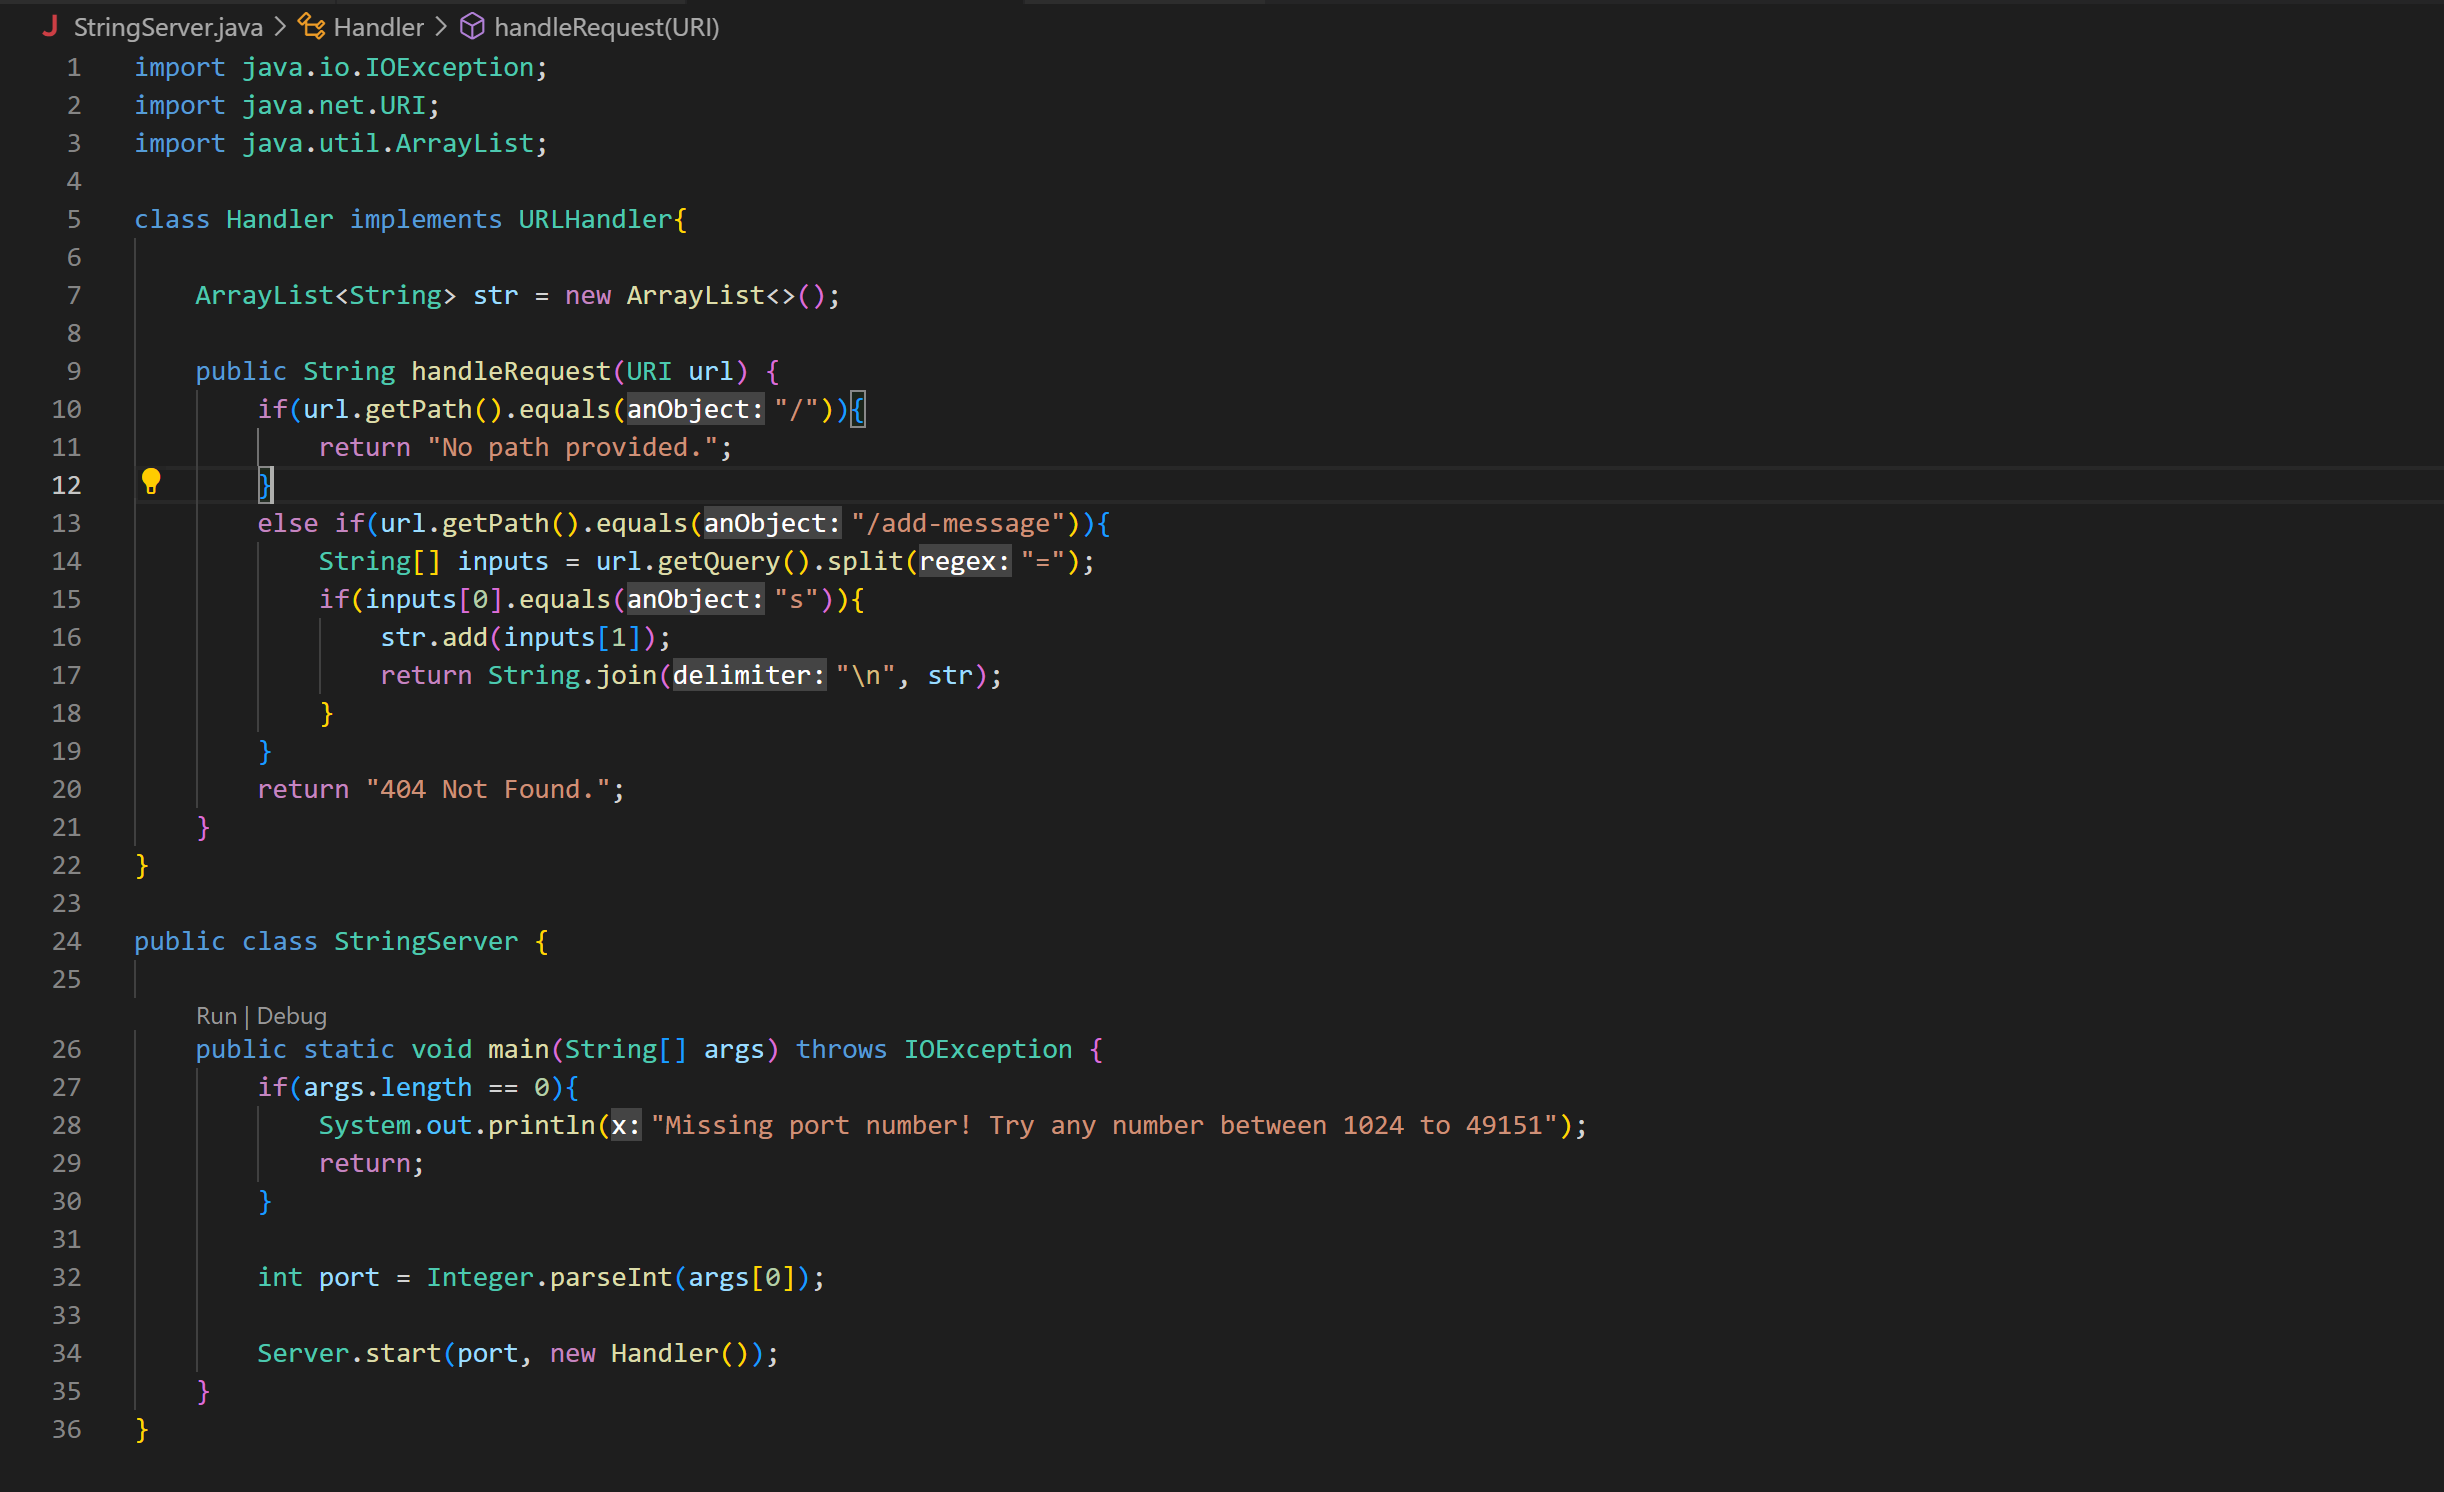 StringServer.java > Handler > handleRequest(URI)
1 import java.io.IOException;
2 import java.net.URI;
3 import java.util.ArrayList;
4
5 class Handler implements URLHandler{
6
7 ArrayList<String> str = new ArrayList<>();
8
9 public String handleRequest(URI url) {
10 if(url.getPath().equals(anObject: "/")){
11 return "No path provided.";
12 }
13 else if(url.getPath().equals(anObject: "/add-message")){
14 String[] inputs = url.getQuery().split(regex: "=");
15 if(inputs[0].equals(anObject: "s")){
16 str.add(inputs[1]);
17 return String.join(delimiter: "\n", str);
18 }
19 }
20 return "404 Not Found.";
21 }
22 }
23
24 public class StringServer {
25
Run | Debug
26 public static void main(String[] args) throws IOException {
27 if(args.length == 0){
28 System.out.println(x: "Missing port number! Try any number between 1024 to 49151");
29 return;
30 }
31
32 int port = Integer.parseInt(args[0]);
33
34 Server.start(port, new Handler());
35 }
36 }